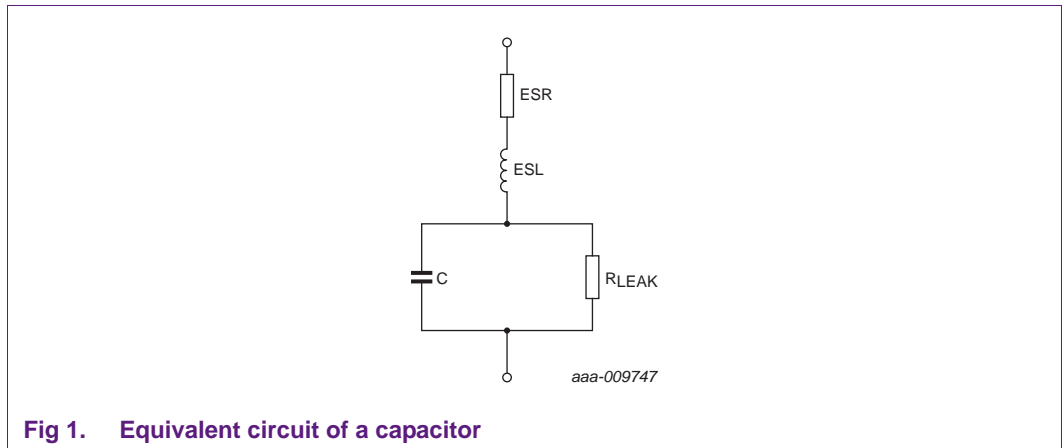 ESR
ESL
C
RLEAK
aaa-009747
Fig 1. Equivalent circuit of a capacitor